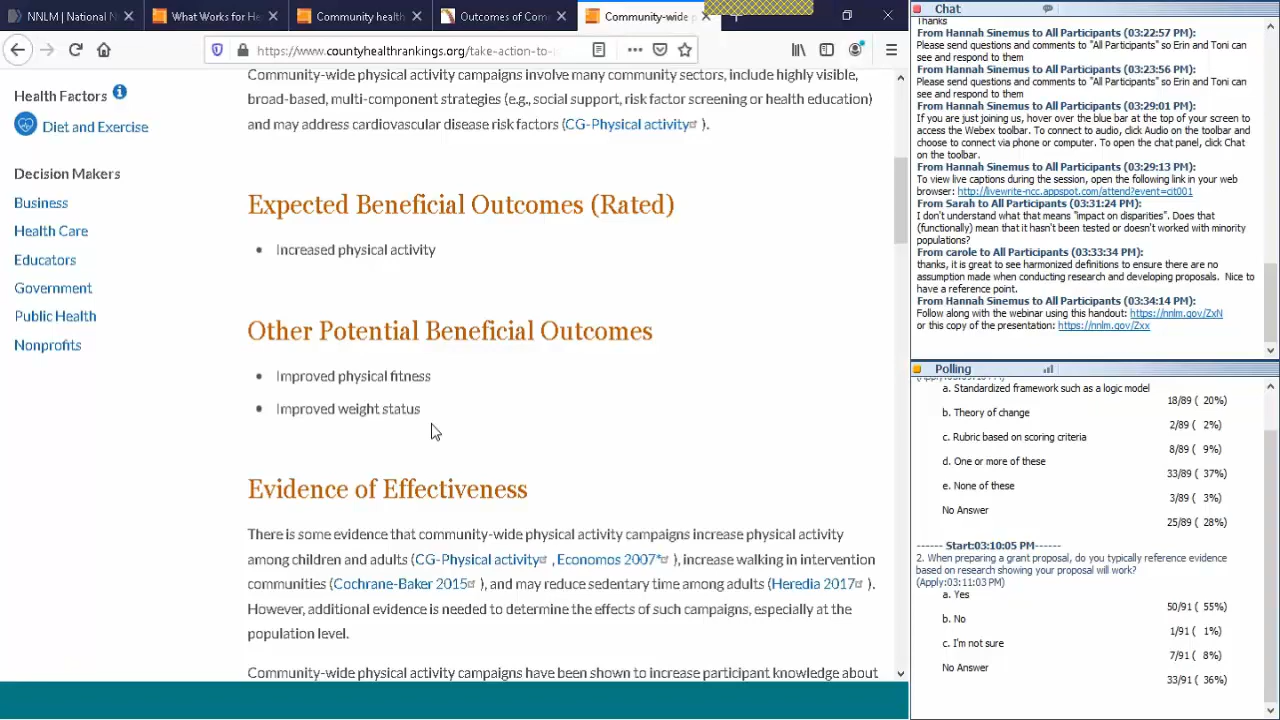 NNLM | National N
What Works for He
Community health
Outcomes of Com
Community-wide p
https://www.countyhealthrankings.org/take-action-to-i
Health Factors
Diet and Exercise
Decision Makers
Business
Health Care
Educators
Government
Public Health
Nonprofits
Community-wide physical activity campaigns involve many community sectors, include highly visible,
broad-based, multi-component strategies (e.g., social support, risk factor screening or health education)
and may address cardiovascular disease risk factors (CG-Physical activity ).
Expected Beneficial Outcomes (Rated)
• Increased physical activity
Other Potential Beneficial Outcomes
• Improved physical fitness
• Improved weight status
Evidence of Effectiveness
There is some evidence that community-wide physical activity campaigns increase physical activity
among children and adults (CG-Physical activity , Economos 2007* ), increase walking in intervention
communities (Cochrane-Baker 2015 ), and may reduce sedentary time among adults (Heredia 2017 ).
However, additional evidence is needed to determine the effects of such campaigns, especially at the
population level.
Community-wide physical activity campaigns have been shown to increase participant knowledge about
Chat
Thanks
From Hannah Sinemus to All Participants (03:22:57 PM):
Please send questions and comments to "All Participants" so Erin and Toni can
see and respond to them
From Hannah Sinemus to All Participants (03:23:56 PM):
Please send questions and comments to "All Participants" so Erin and Toni can
see and respond to them
From Hannah Sinemus to All Participants (03:29:01 PM):
If you are just joining us, hover over the blue bar at the top of your screen to
access the Webex toolbar. To connect to audio, click Audio on the toolbar and
choose to connect via phone or computer. To open the chat panel, click Chat
on the toolbar.
From Hannah Sinemus to All Participants (03:29:13 PM):
To view live captions during the session, open the following link in your web
browser: http://livewrite-ncc.appspot.com/attend?event=cit001
From Sarah to All Participants (03:31:24 PM):
I don't understand what that means "impact on disparities". Does that
(functionally) mean that it hasn't been tested or doesn't worked with minority
populations?
From carole to All Participants (03:33:34 PM):
thanks, it is great to see harmonized definitions to ensure there are no
assumption made when conducting research and developing proposals. Nice to
have a reference point.
From Hannah Sinemus to All Participants (03:34:14 PM):
Follow along with the webinar using this handout: https://nnlm.gov/ZxN
or this copy of the presentation: https://nnlm.gov/Zxx
Polling
a. Standardized framework such as a logic model
18/89 ( 20%)
b. Theory of change
2/89 ( 2%)
c. Rubric based on scoring criteria
8/89 ( 9%)
d. One or more of these
33/89 ( 37%)
e. None of these
3/89 ( 3%)
No Answer
25/89 ( 28%)
------ Start:03:10:05 PM------
2. When preparing a grant proposal, do you typically reference evidence
based on research showing your proposal will work?
(Apply:03:11:03 PM)
a. Yes
50/91 ( 55%)
b. No
1/91 ( 1%)
c. I'm not sure
7/91 ( 8%)
No Answer
33/91 ( 36%)